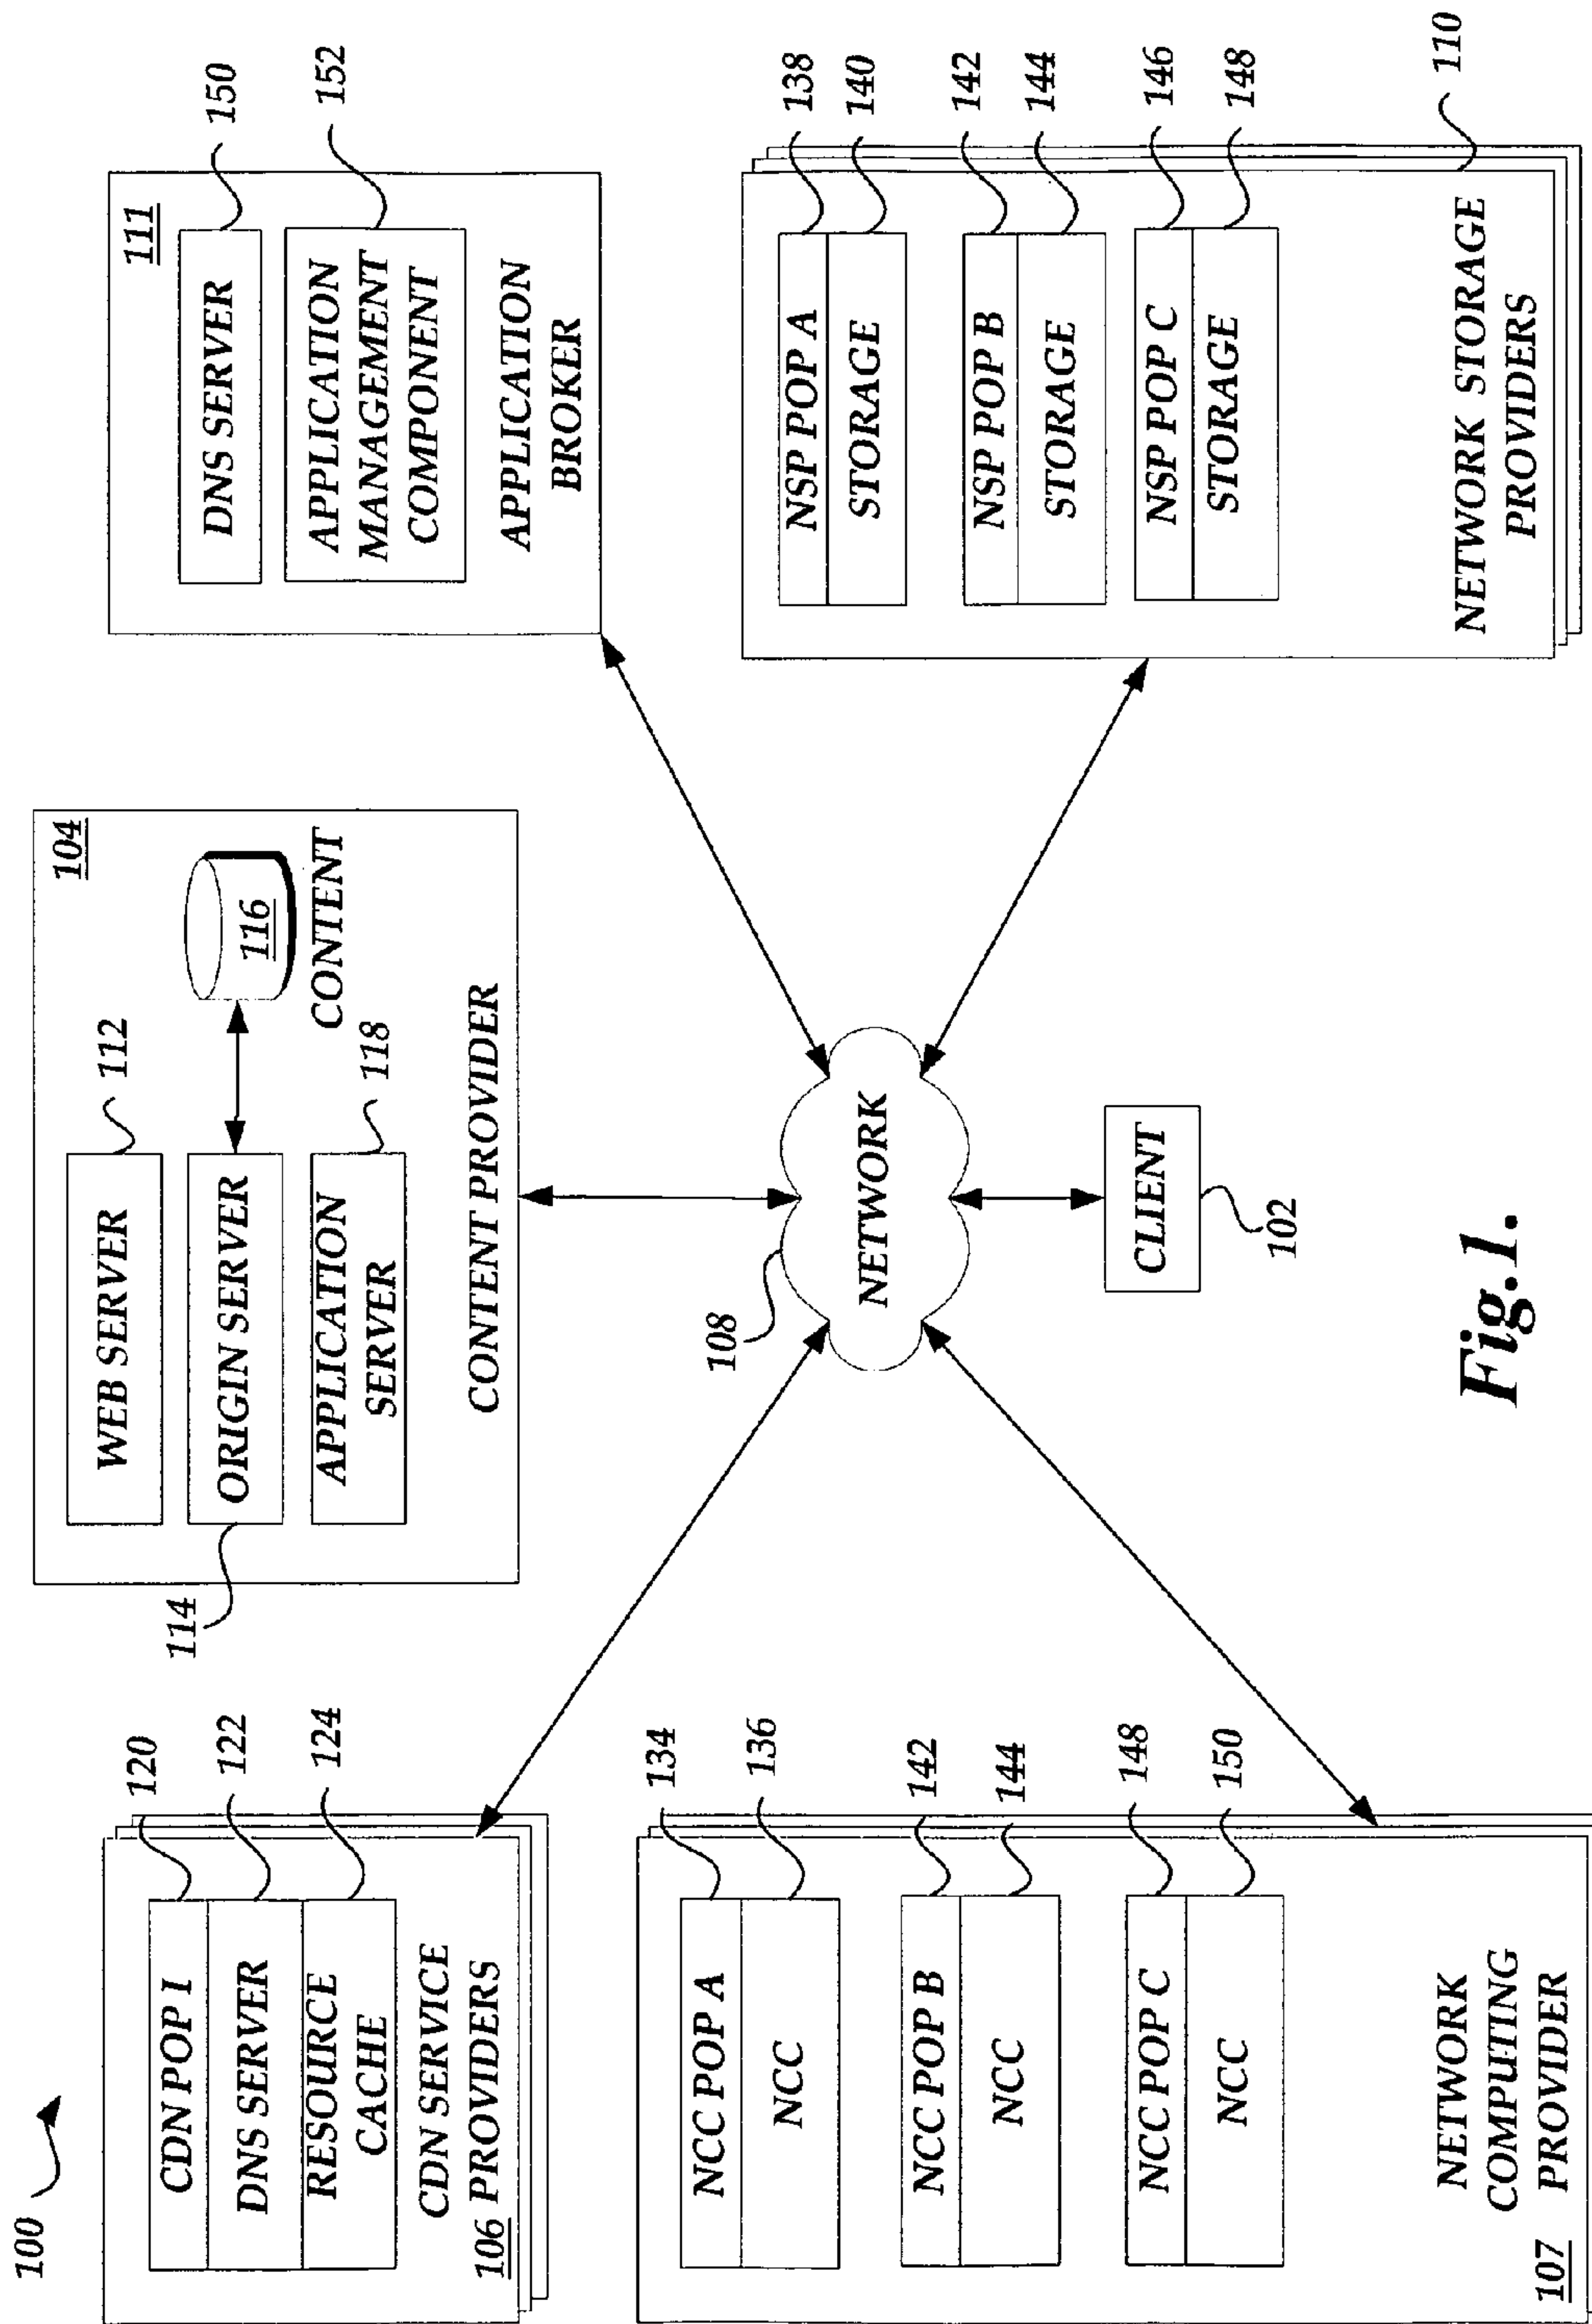 100
CDN POP I
120
DNS SERVER
122
RESOURCE
CACHE
124
CDN SERVICE
106 PROVIDERS
104
WEB SERVER
112
ORIGIN SERVER
114
116
CONTENT
APPLICATION
SERVER
118
CONTENT PROVIDER
111
DNS SERVER
150
APPLICATION
MANAGEMENT
COMPONENT
152
APPLICATION
BROKER
108
NETWORK
CLIENT
102
NCC POP A
134
NCC
136
NCC POP B
142
NCC
144
NCC POP C
148
NCC
150
NETWORK
COMPUTING
107 PROVIDER
NSP POP A
138
STORAGE
140
NSP POP B
142
STORAGE
144
NSP POP C
146
STORAGE
148
NETWORK STORAGE
PROVIDERS
110
Fig.1.